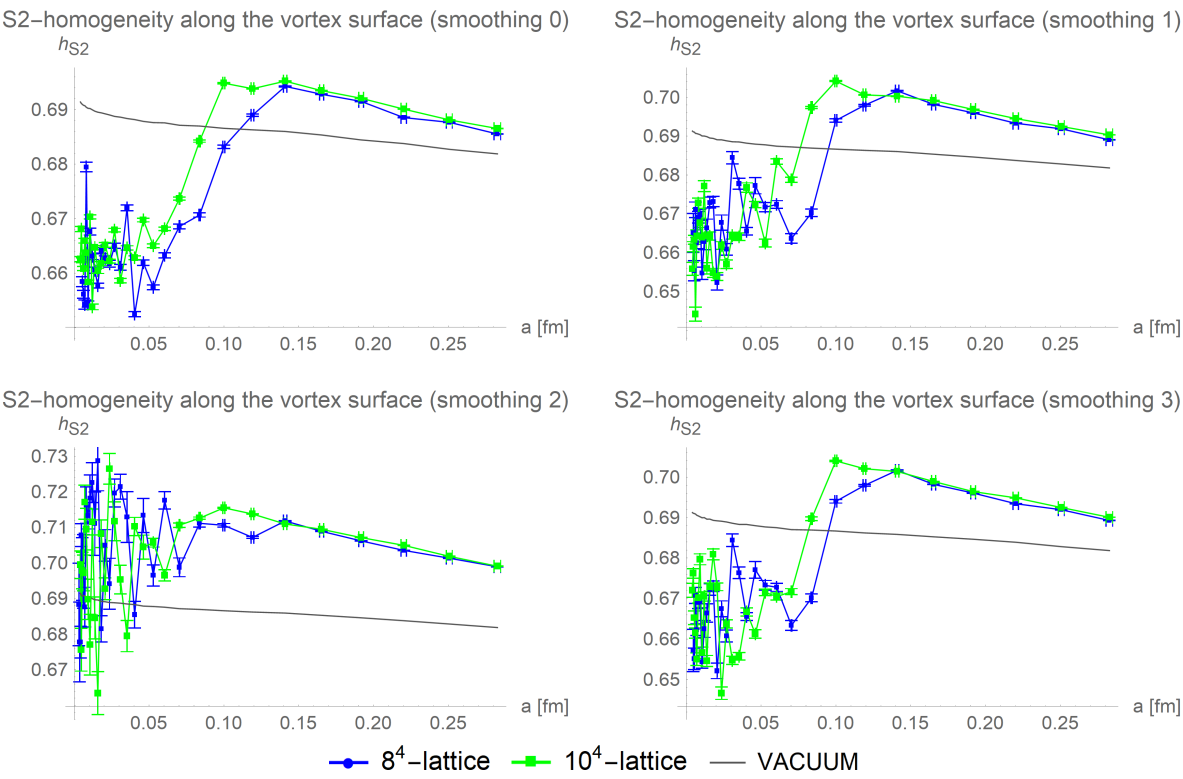 S2−homogeneity along the vortex surface (smoothing 0)
hS2
0.69
0.68
0.67
0.66
0.05 0.10 0.15 0.20 0.25
a [fm]
S2−homogeneity along the vortex surface (smoothing 1)
hS2
0.70
0.69
0.68
0.67
0.66
0.65
0.05 0.10 0.15 0.20 0.25
a [fm]
S2−homogeneity along the vortex surface (smoothing 2)
hS2
0.73
0.72
0.71
0.70
0.69
0.68
0.67
0.05 0.10 0.15 0.20 0.25
a [fm]
S2−homogeneity along the vortex surface (smoothing 3)
hS2
0.70
0.69
0.68
0.67
0.66
0.65
0.05 0.10 0.15 0.20 0.25
a [fm]
8⁴−lattice 10⁴−lattice VACUUM